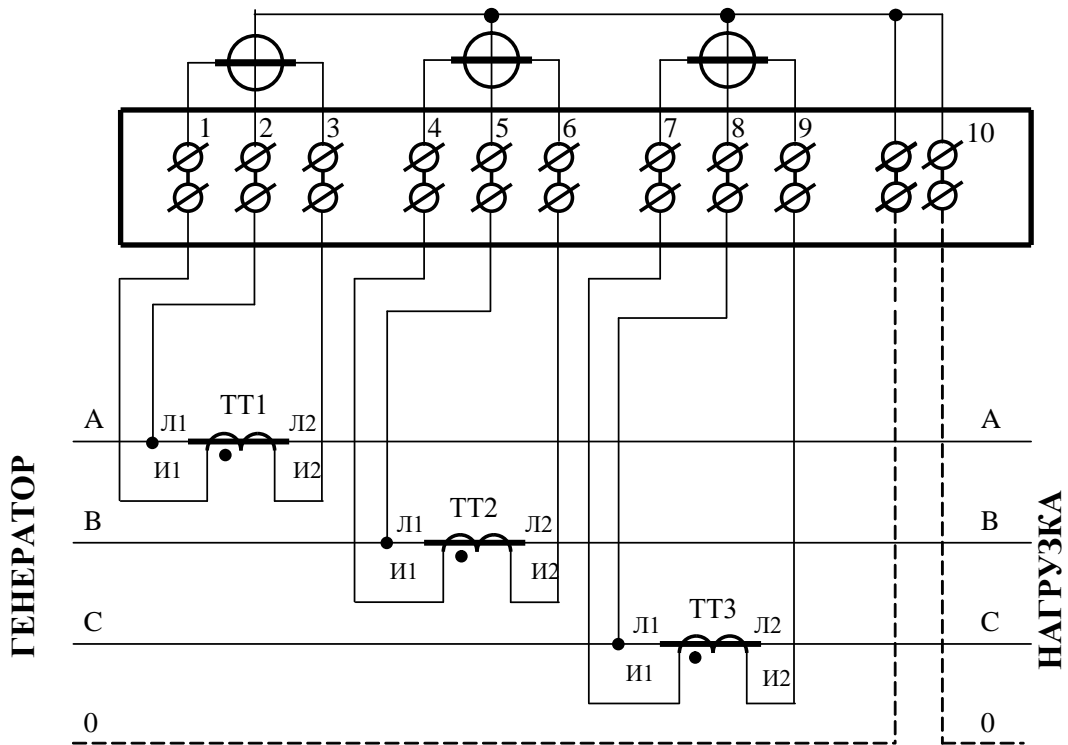 1 2 3 4 5 6 7 8 9 10
ТТ1
А Л1 Л2 А
И1 И2
ТТ2
В Л1 Л2 В
И1 И2
ТТ3
С Л1 Л2 С
И1 И2
0 0
ГЕНЕРАТОР
НАГРУЗКА